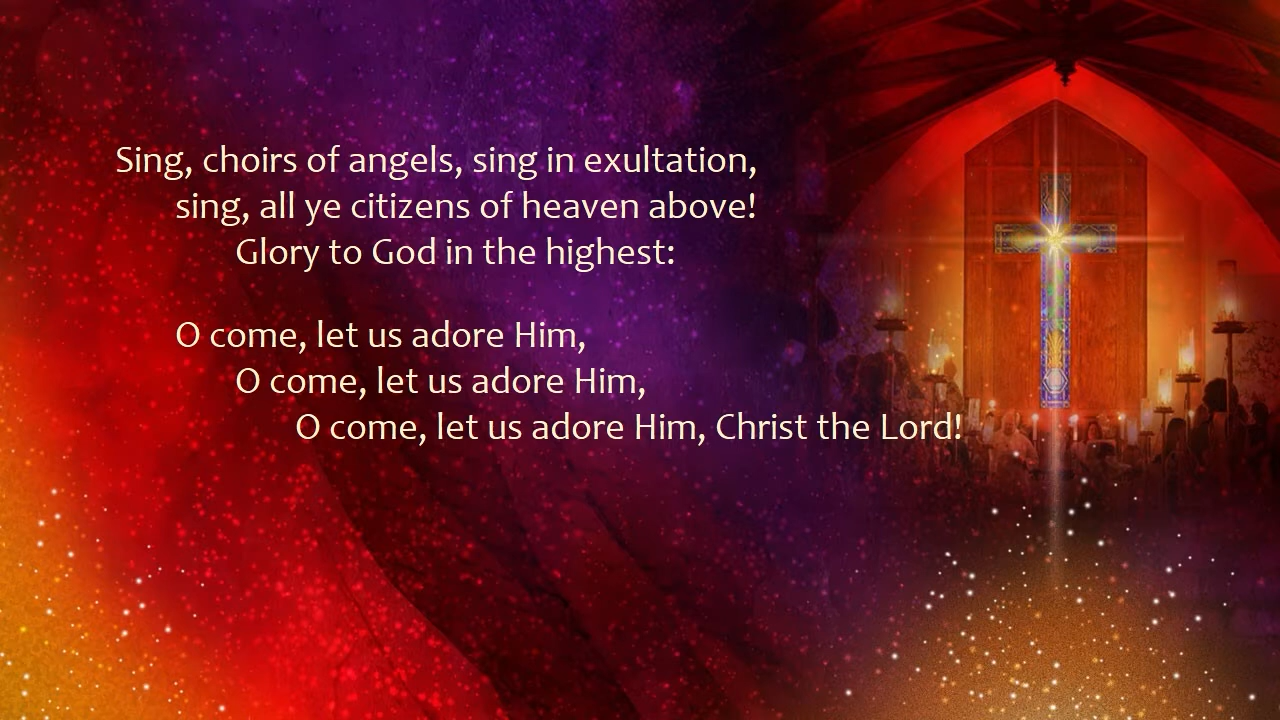 Sing, choirs of angels, sing in exultation,
sing, all ye citizens of heaven above!
Glory to God in the highest:
O come, let us adore Him,
O come, let us adore Him,
O come, let us adore Him, Christ the Lord!